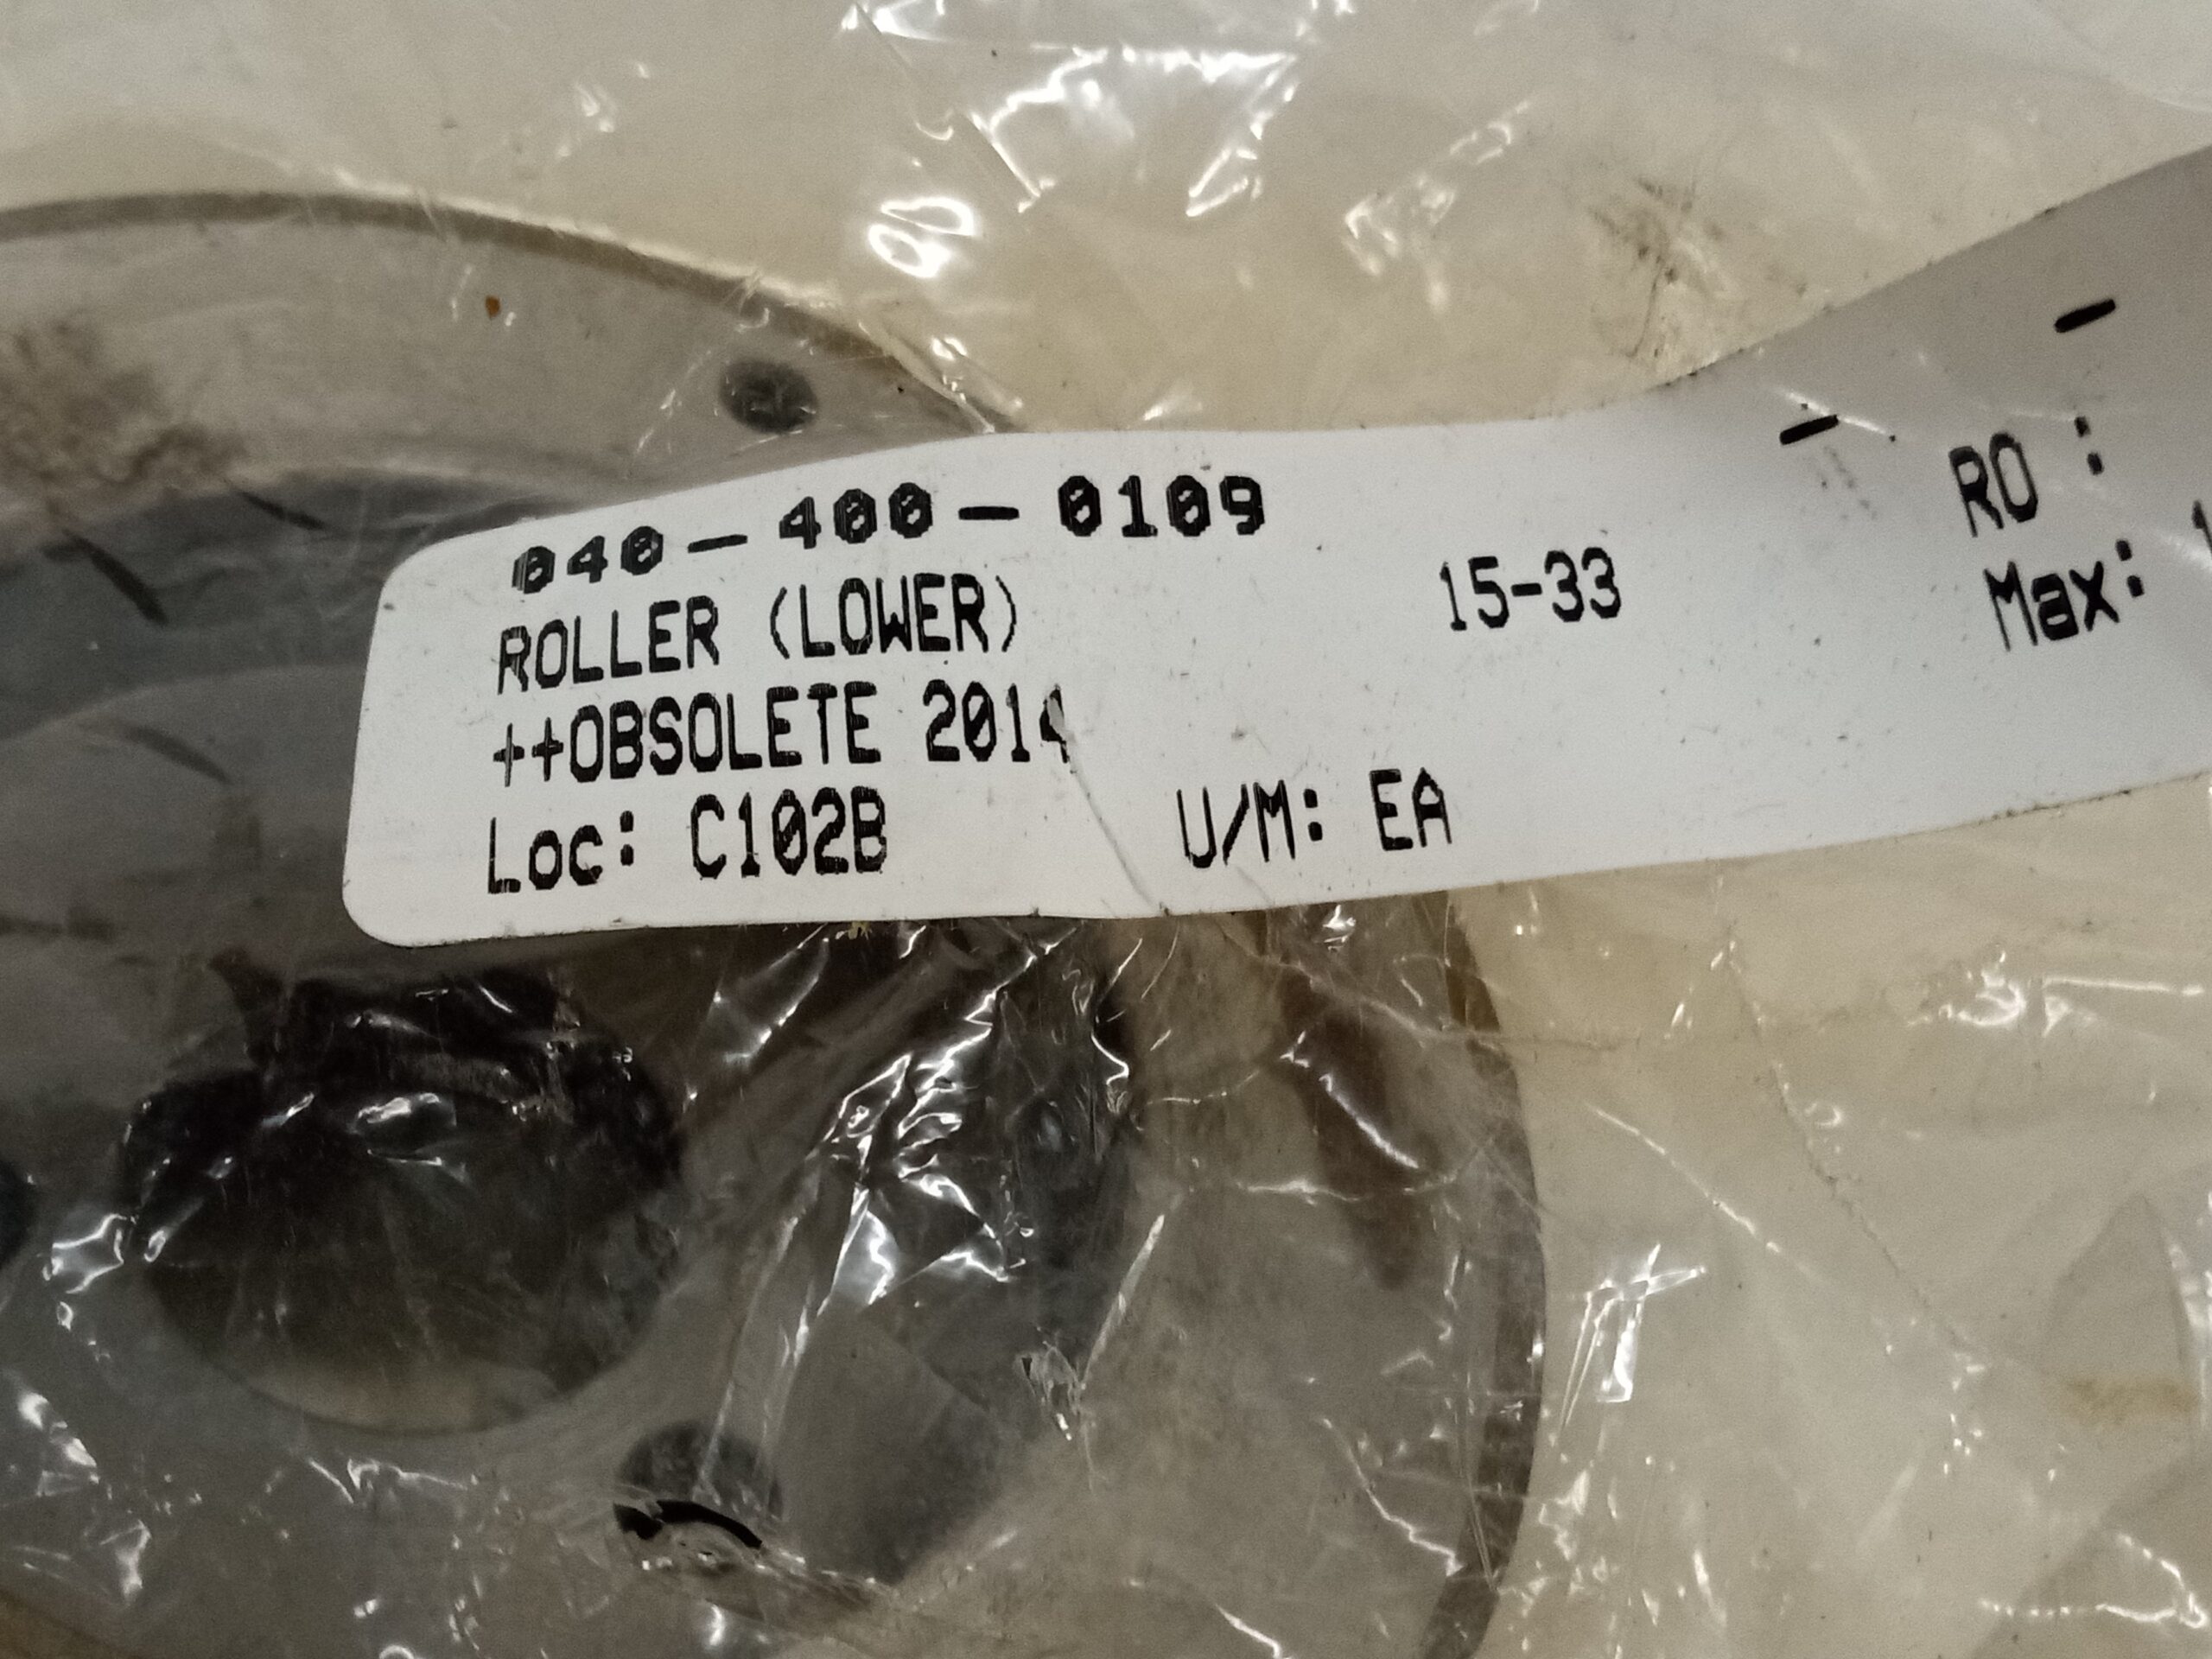 040-400-0109 - -
ROLLER (LOWER) 15-33 RO :
++OBSOLETE 2014 Max:
Loc: C102B U/M: EA